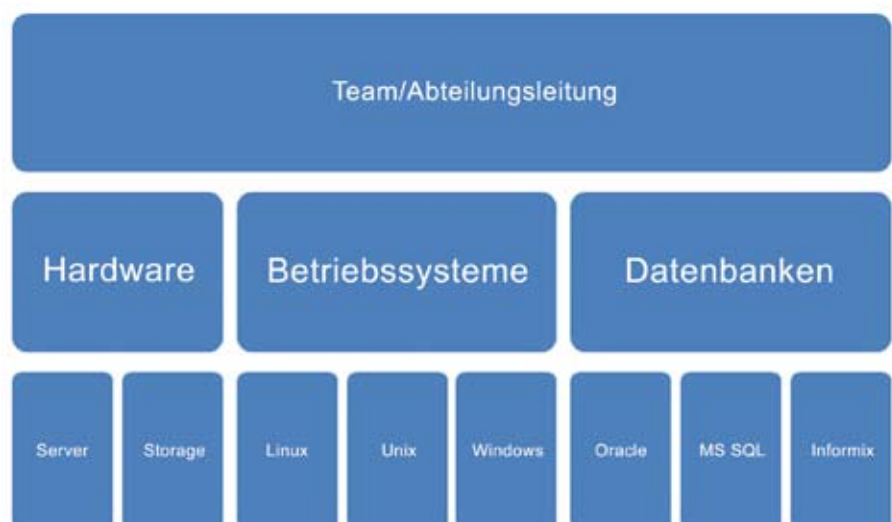 Team/Abteilungsleitung
Hardware
Betriebssysteme
Datenbanken
Server
Storage
Linux
Unix
Windows
Oracle
MS SQL
Informix